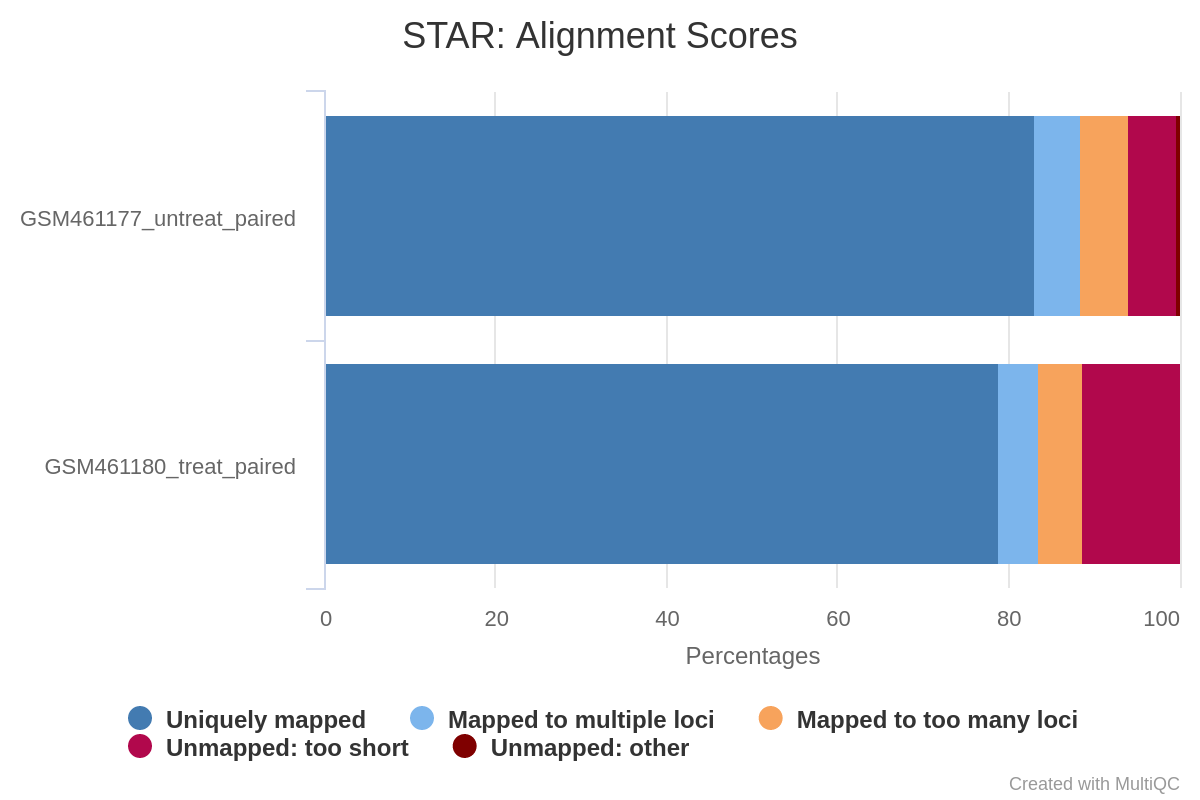 STAR: Alignment Scores
GSM461177_untreat_paired
GSM461180_treat_paired
0 20 40 60 80 100
Percentages
Uniquely mapped Mapped to multiple loci Mapped to too many loci
Unmapped: too short Unmapped: other
Created with MultiQC